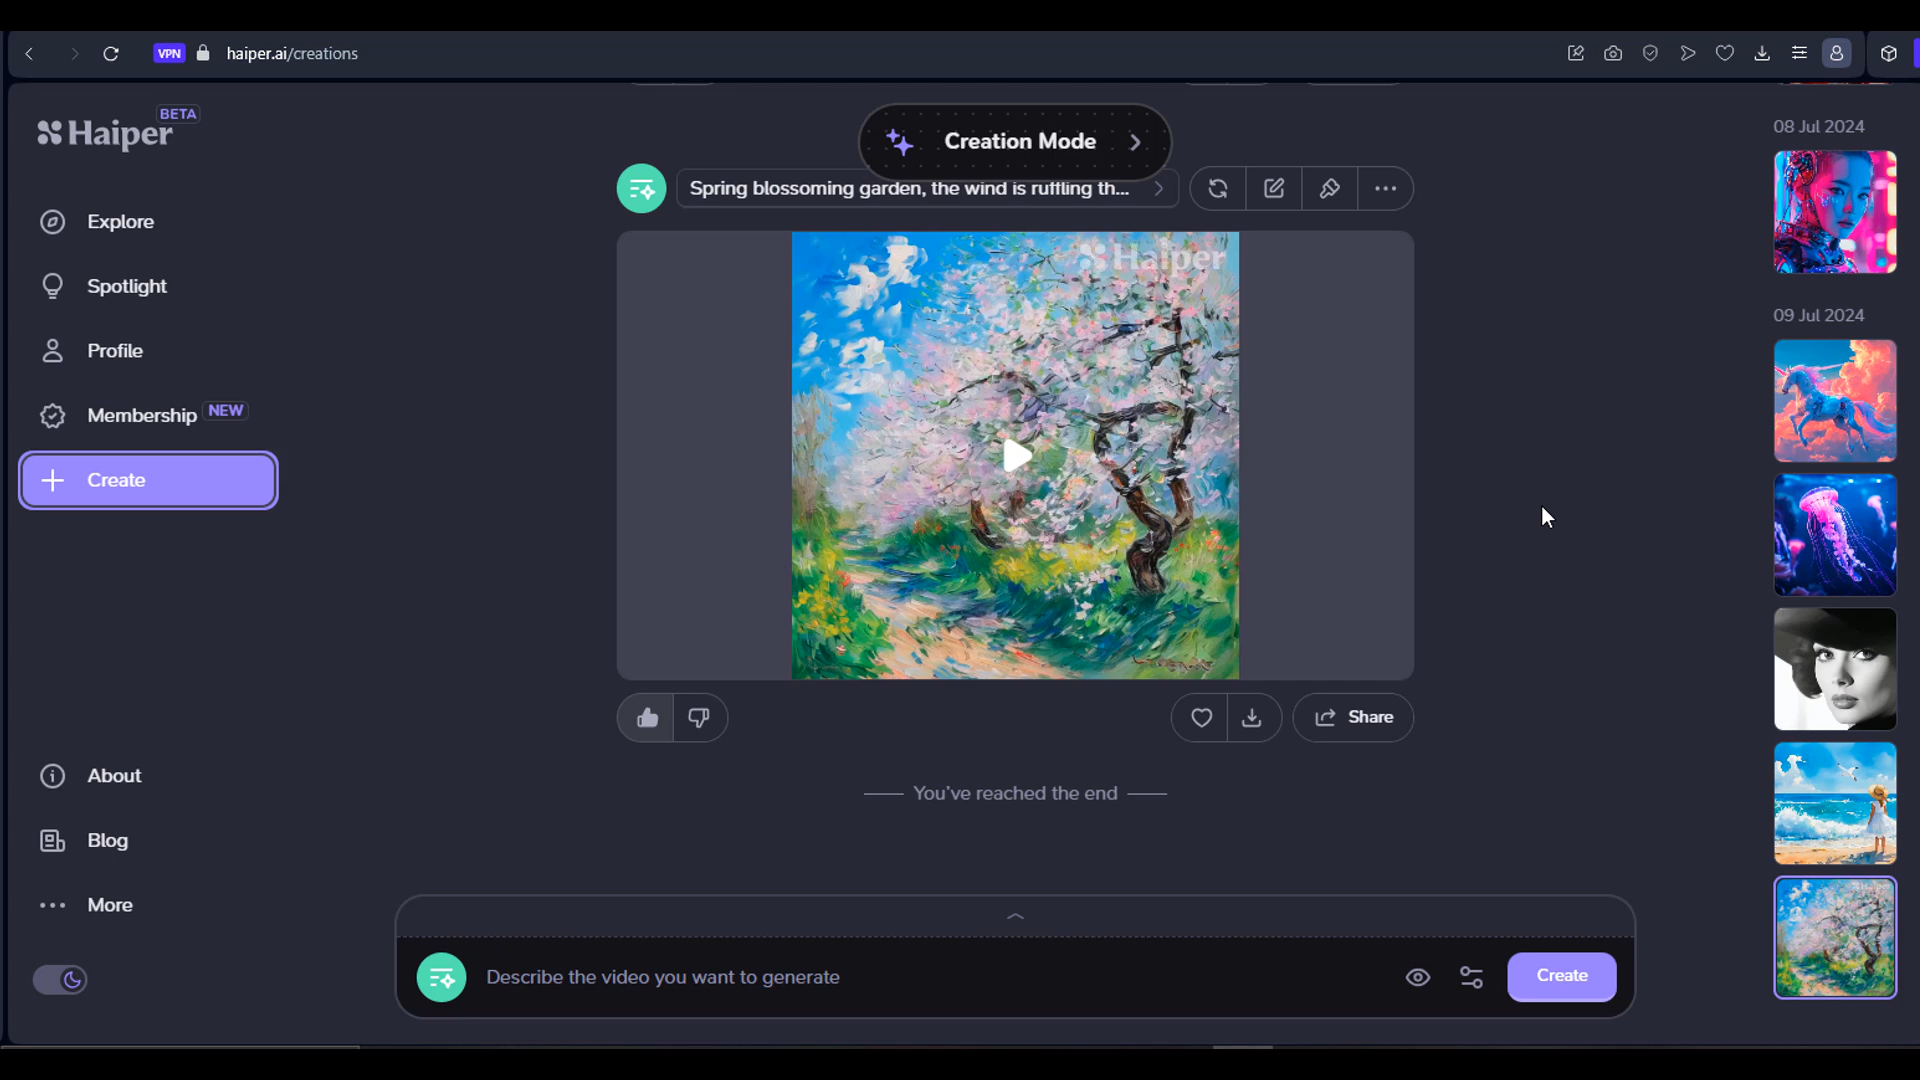 VPN
haiper.ai/creations
Haiper
BETA
Explore
Spotlight
Profile
Membership NEW
Create
About
Blog
More
Creation Mode
Spring blossoming garden, the wind is ruffling th...
Haiper
Share
You've reached the end
Describe the video you want to generate
Create
08 Jul 2024
09 Jul 2024